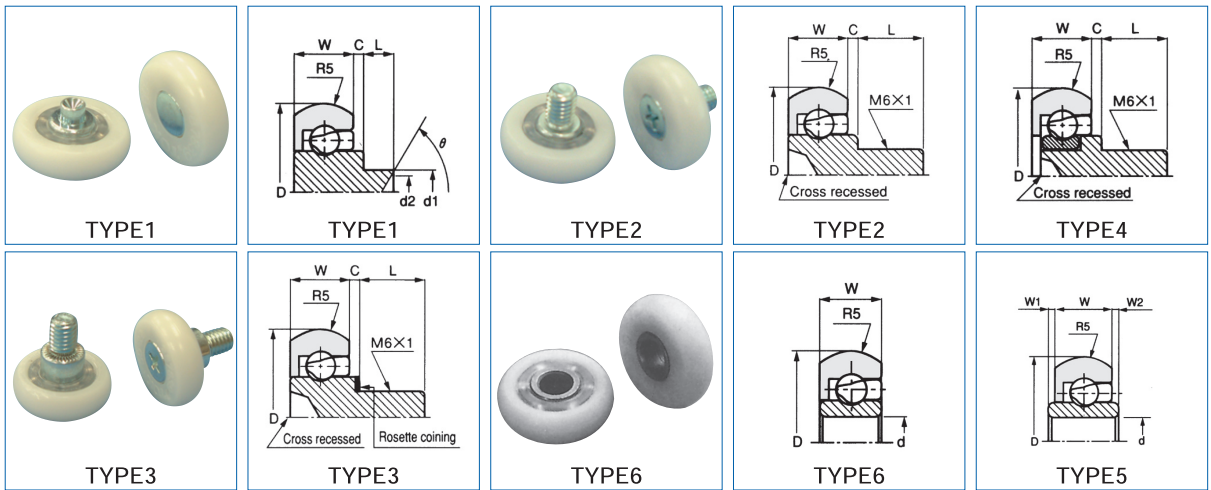 TYPE1
W C L
R5
θ
D
d2 d1
TYPE1
TYPE2
W C L
R5
M6×1
D
Cross recessed
TYPE2
W C L
R5
M6×1
D
Cross recessed
TYPE4
TYPE3
W C L
R5
M6×1
D
Cross recessed Rosette coining
TYPE3
TYPE6
W
R5
D d
TYPE6
W1 W W2
R5
D d
TYPE5